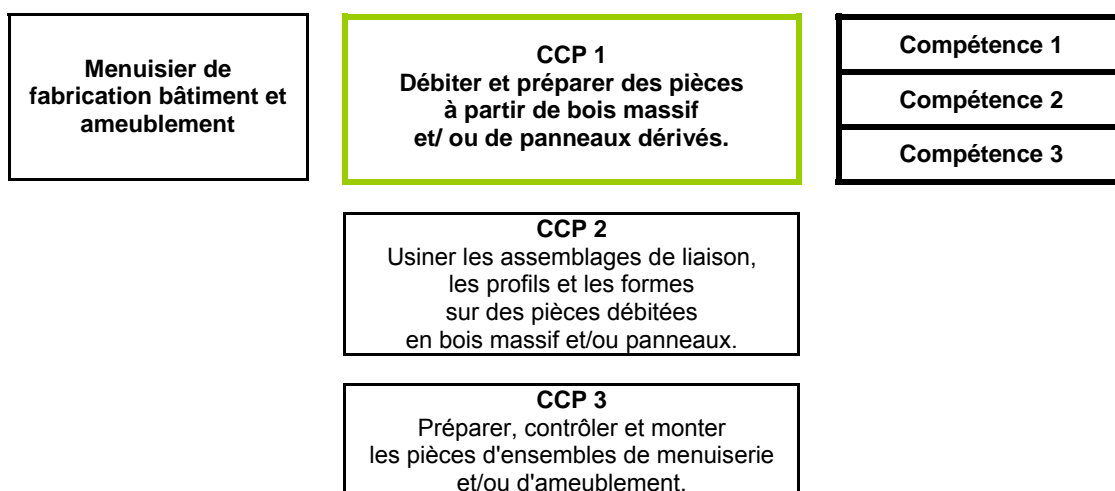 Menuisier de
fabrication bâtiment et
ameublement
CCP 1
Débiter et préparer des pièces
à partir de bois massif
et/ ou de panneaux dérivés.
Compétence 1
Compétence 2
Compétence 3
CCP 2
Usiner les assemblages de liaison,
les profils et les formes
sur des pièces débitées
en bois massif et/ou panneaux.
CCP 3
Préparer, contrôler et monter
les pièces d'ensembles de menuiserie
et/ou d'ameublement.